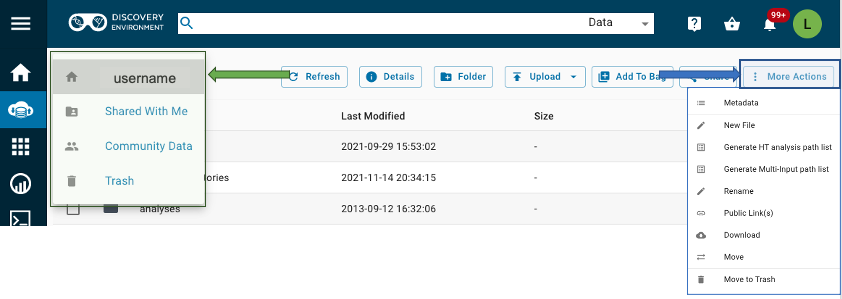 DISCOVERY
ENVIRONMENT
Data
99+
L
username
Shared With Me
Community Data
Trash
Refresh
Details
Folder
Upload
Add To Bag
More Actions
Last Modified
Size
2021-09-29 15:53:02
-
tories
2021-11-14 20:34:15
-
analyses
2013-09-12 16:32:06
-
Metadata
New File
Generate HT analysis path list
Generate Multi-Input path list
Rename
Public Link(s)
Download
Move
Move to Trash